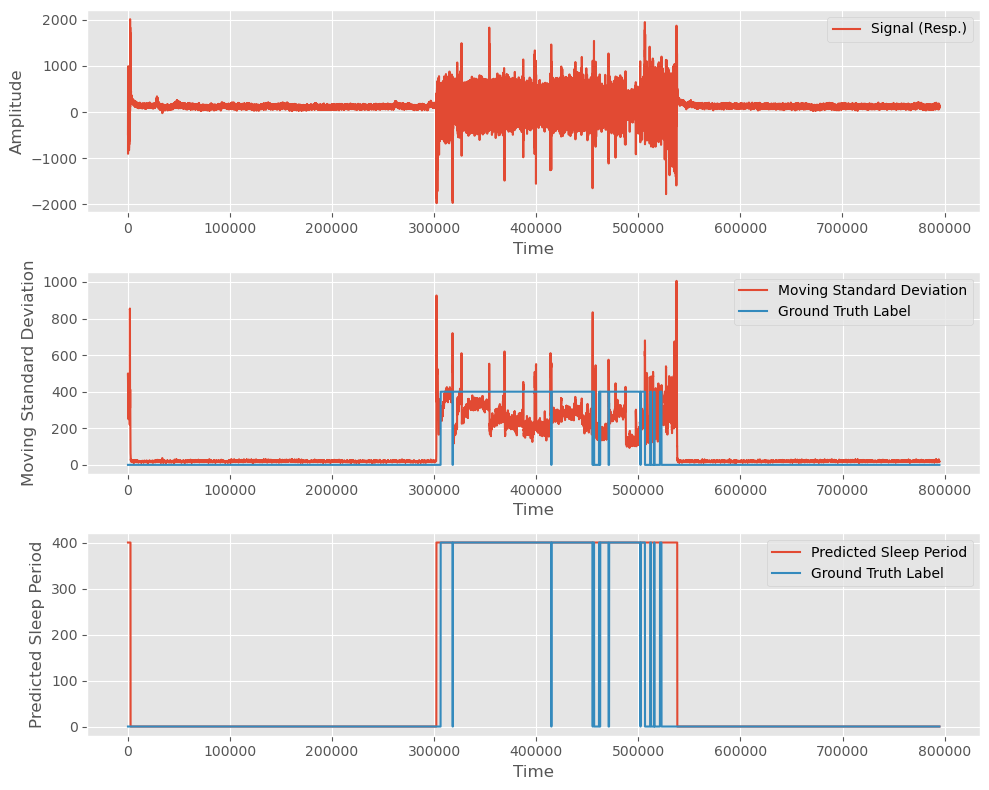 2000
1000
0
−1000
−2000
Amplitude
Signal (Resp.)
0 100000 200000 300000 400000 500000 600000 700000 800000
Time
1000
800
600
400
200
0
Moving Standard Deviation
Moving Standard Deviation
Ground Truth Label
0 100000 200000 300000 400000 500000 600000 700000 800000
Time
400
300
200
100
0
Predicted Sleep Period
Predicted Sleep Period
Ground Truth Label
0 100000 200000 300000 400000 500000 600000 700000 800000
Time